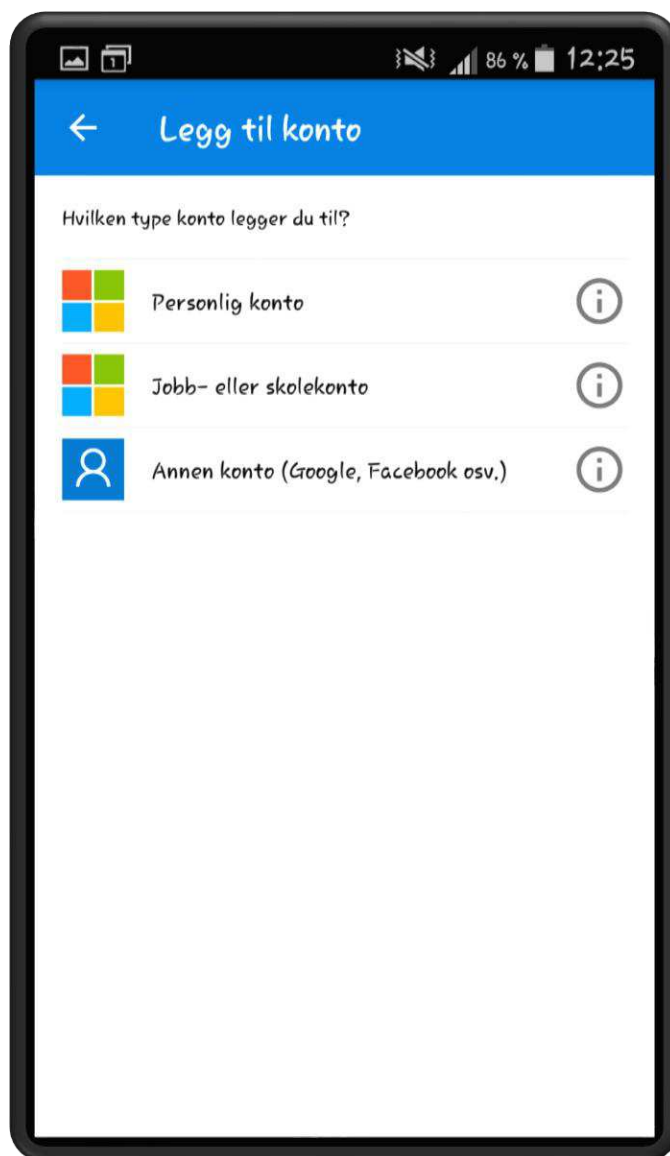 1 86 % 12:25
Legg til konto
Hvilken type konto legger du til?
Personlig konto
Jobb- eller skolekonto
Annen konto (Google, Facebook osv.)